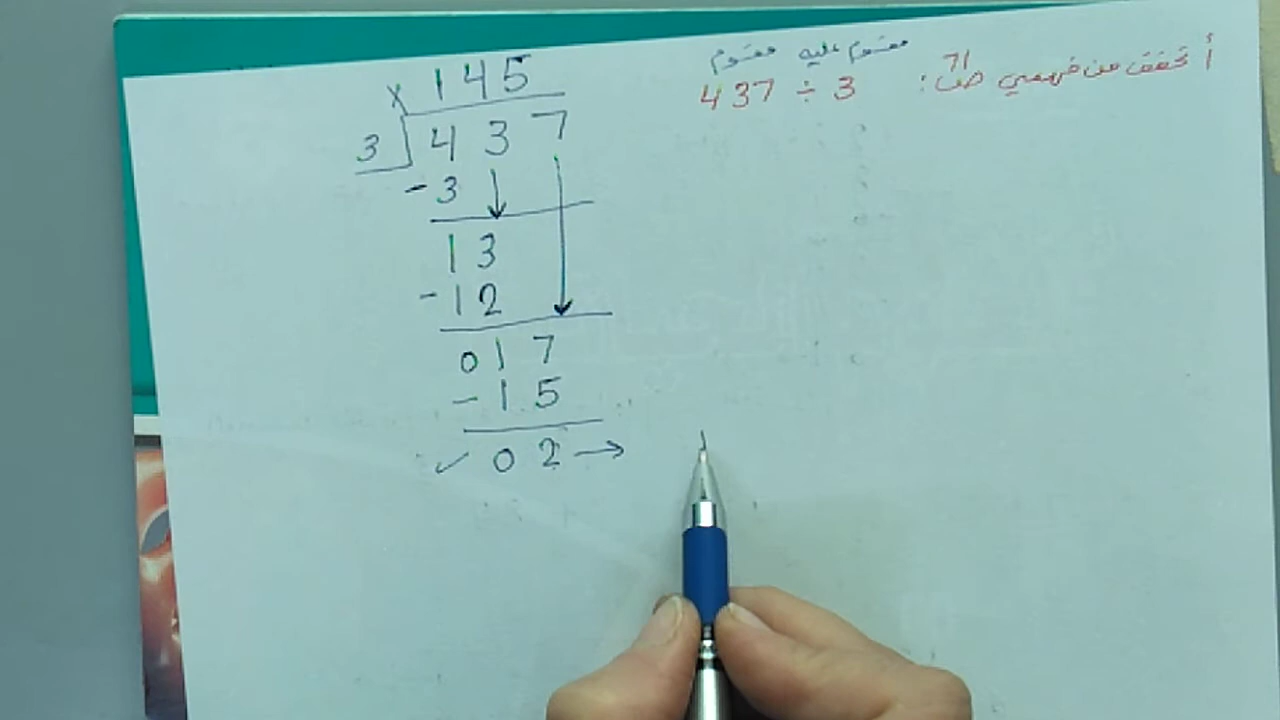 أتحقق من فهمي ص71:
مقسوم عليه مقسوم
437 ÷ 3
× 145
3 437
- 3
13
- 12
017
- 15
✓ 02 →